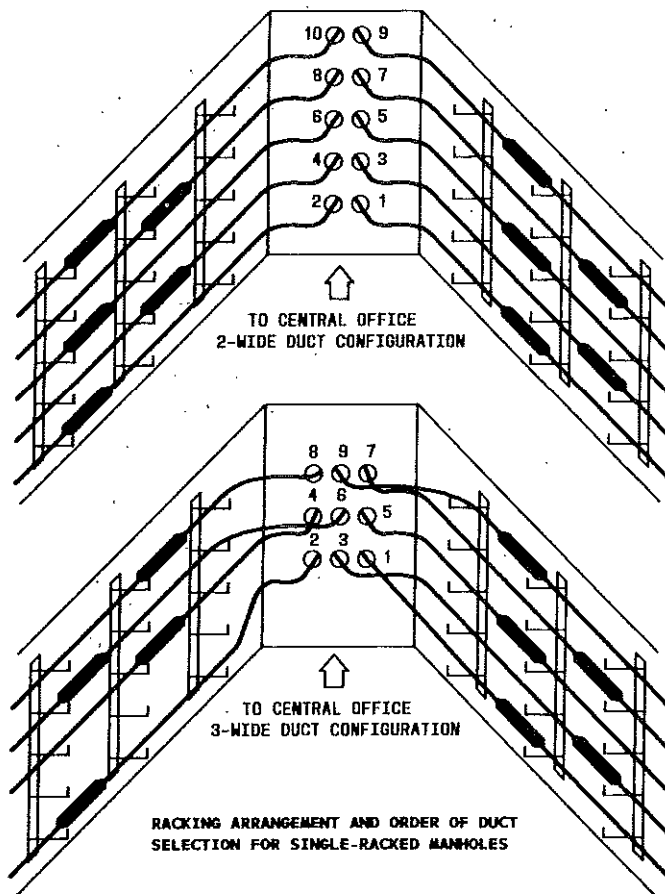 10 9
8 7
6 5
4 3
2 1
TO CENTRAL OFFICE
2-WIDE DUCT CONFIGURATION
8 9 7
4 6 5
2 3 1
TO CENTRAL OFFICE
3-WIDE DUCT CONFIGURATION
RACKING ARRANGEMENT AND ORDER OF DUCT
SELECTION FOR SINGLE-RACKED MANHOLES